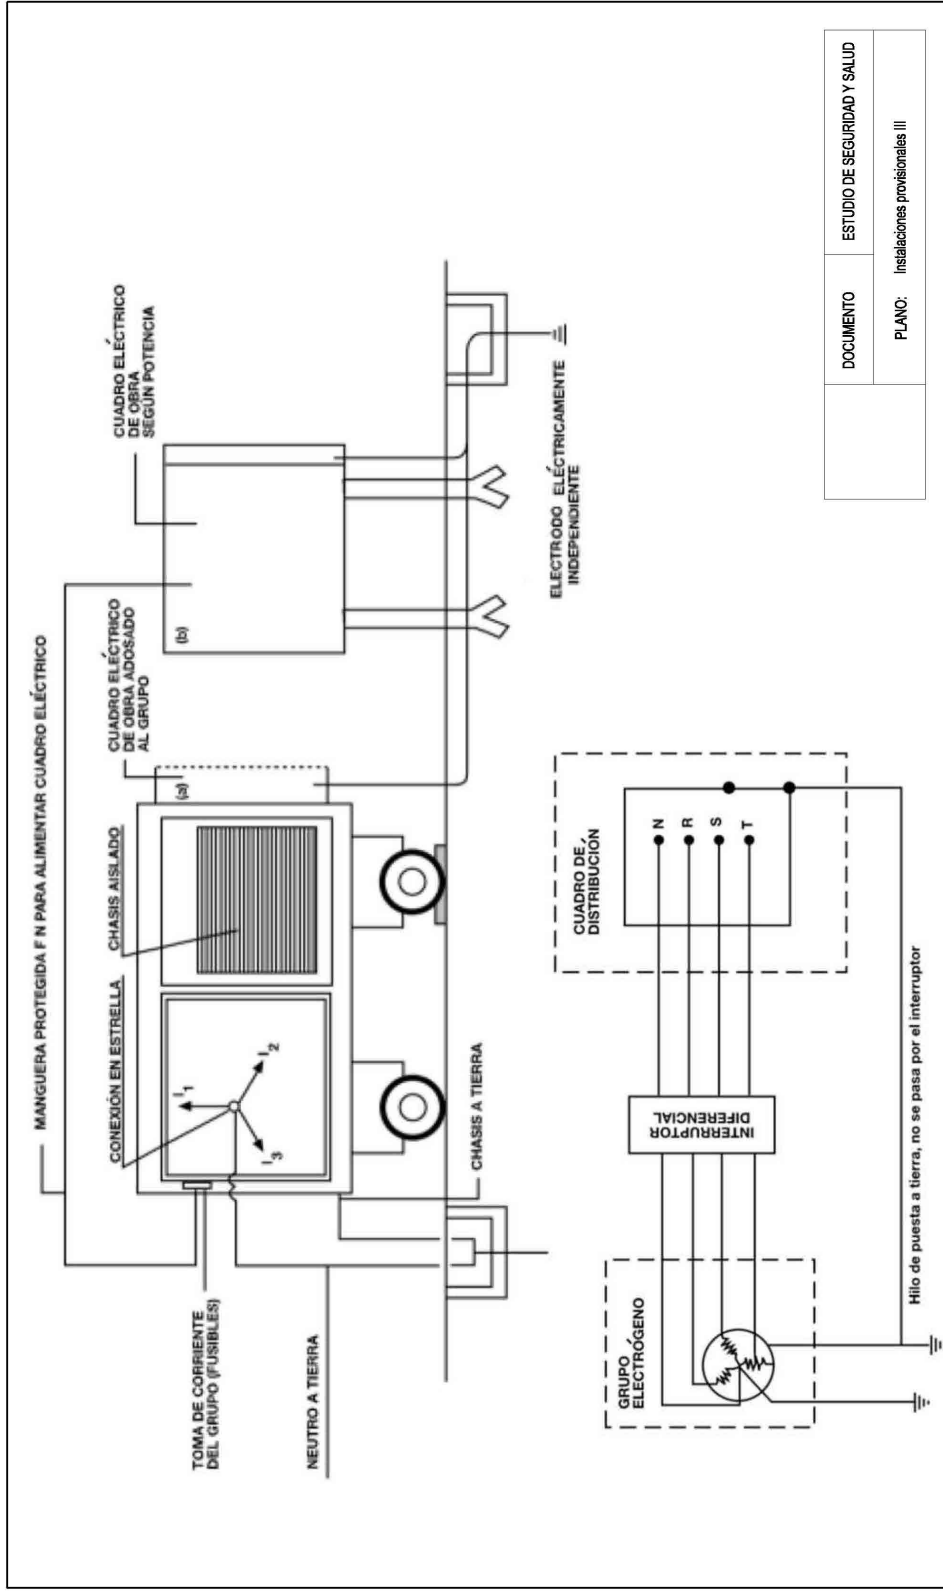 MANGUERA PROTEGIDA F N PARA ALIMENTAR CUADRO ELÉCTRICO
CONEXIÓN EN ESTRELLA
CHASIS AISLADO
CUADRO ELÉCTRICO
DE OBRA ADOSADO
AL GRUPO
CUADRO ELÉCTRICO
DE OBRA
SEGÚN POTENCIA
(a)
(b)
I1
I2
I3
TOMA DE CORRIENTE
DEL GRUPO (FUSIBLES)
NEUTRO A TIERRA
CHASIS A TIERRA
ELECTRODO ELÉCTRICAMENTE
INDEPENDIENTE
GRUPO
ELECTRÓGENO
INTERRUPTOR
DIFERENCIAL
CUADRO DE
DISTRIBUCIÓN
N
R
S
T
Hilo de puesta a tierra, no se pasa por el interruptor
DOCUMENTO
ESTUDIO DE SEGURIDAD Y SALUD
PLANO: Instalaciones provisionales III